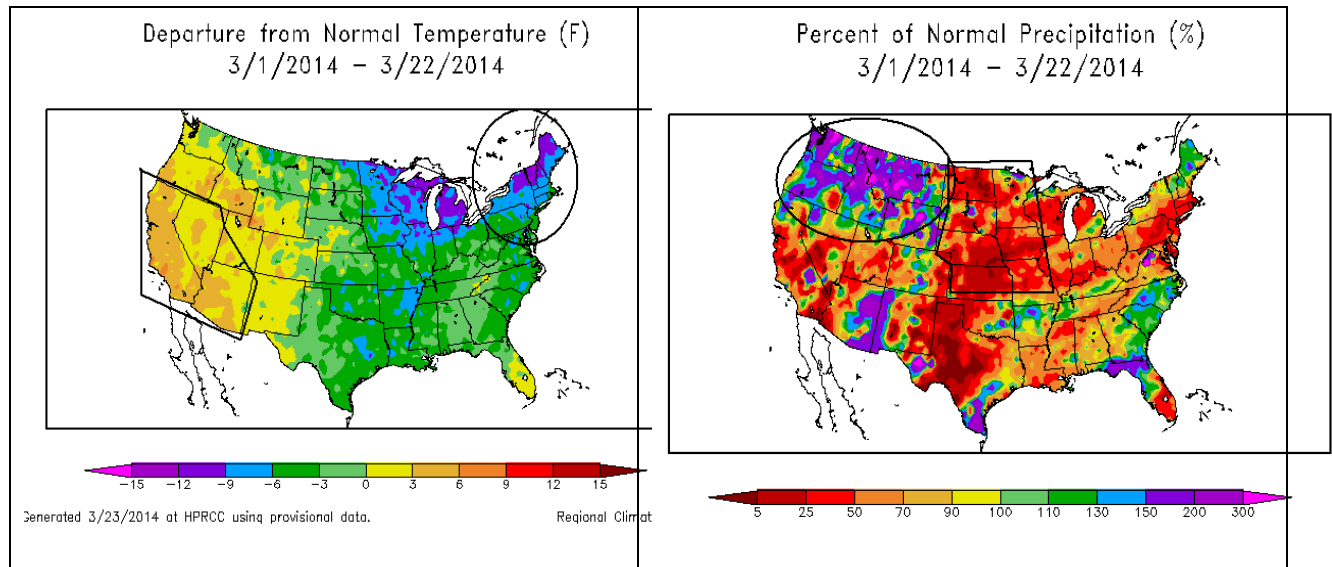 Departure from Normal Temperature (F)
3/1/2014 – 3/22/2014
-15 -12 -9 -6 -3 0 3 6 9 12 15
Generated 3/23/2014 at HPRCC using provisional data.
Regional Climat
Percent of Normal Precipitation (%)
3/1/2014 – 3/22/2014
5 25 50 70 90 100 110 130 150 200 300